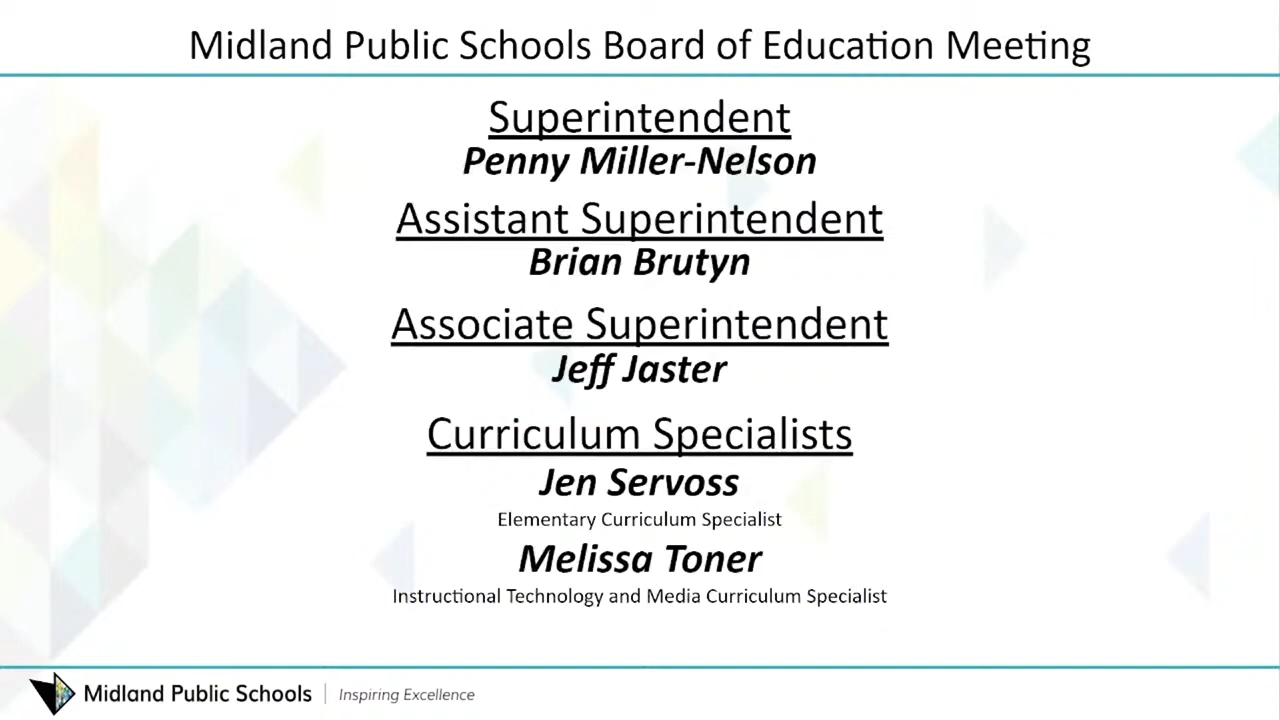 Midland Public Schools Board of Education Meeting
Superintendent
Penny Miller-Nelson
Assistant Superintendent
Brian Brutyn
Associate Superintendent
Jeff Jaster
Curriculum Specialists
Jen Servoss
Elementary Curriculum Specialist
Melissa Toner
Instructional Technology and Media Curriculum Specialist
Midland Public Schools | Inspiring Excellence